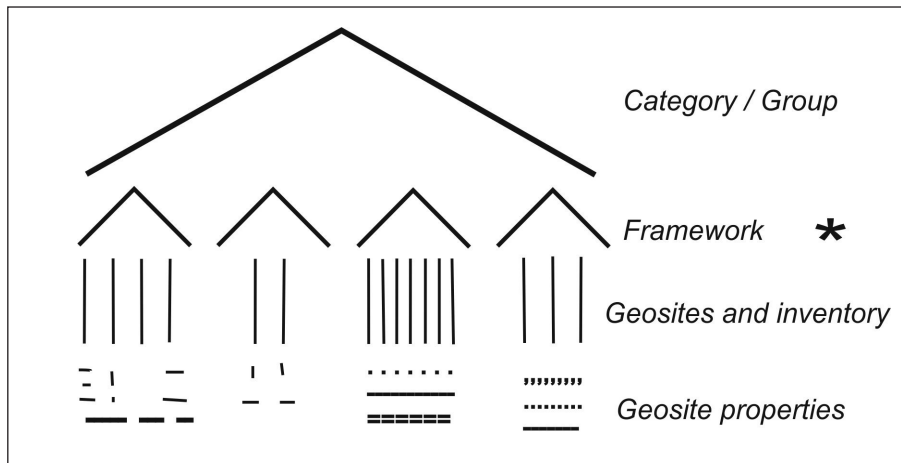 Category / Group
Framework *
Geosites and inventory
Geosite properties